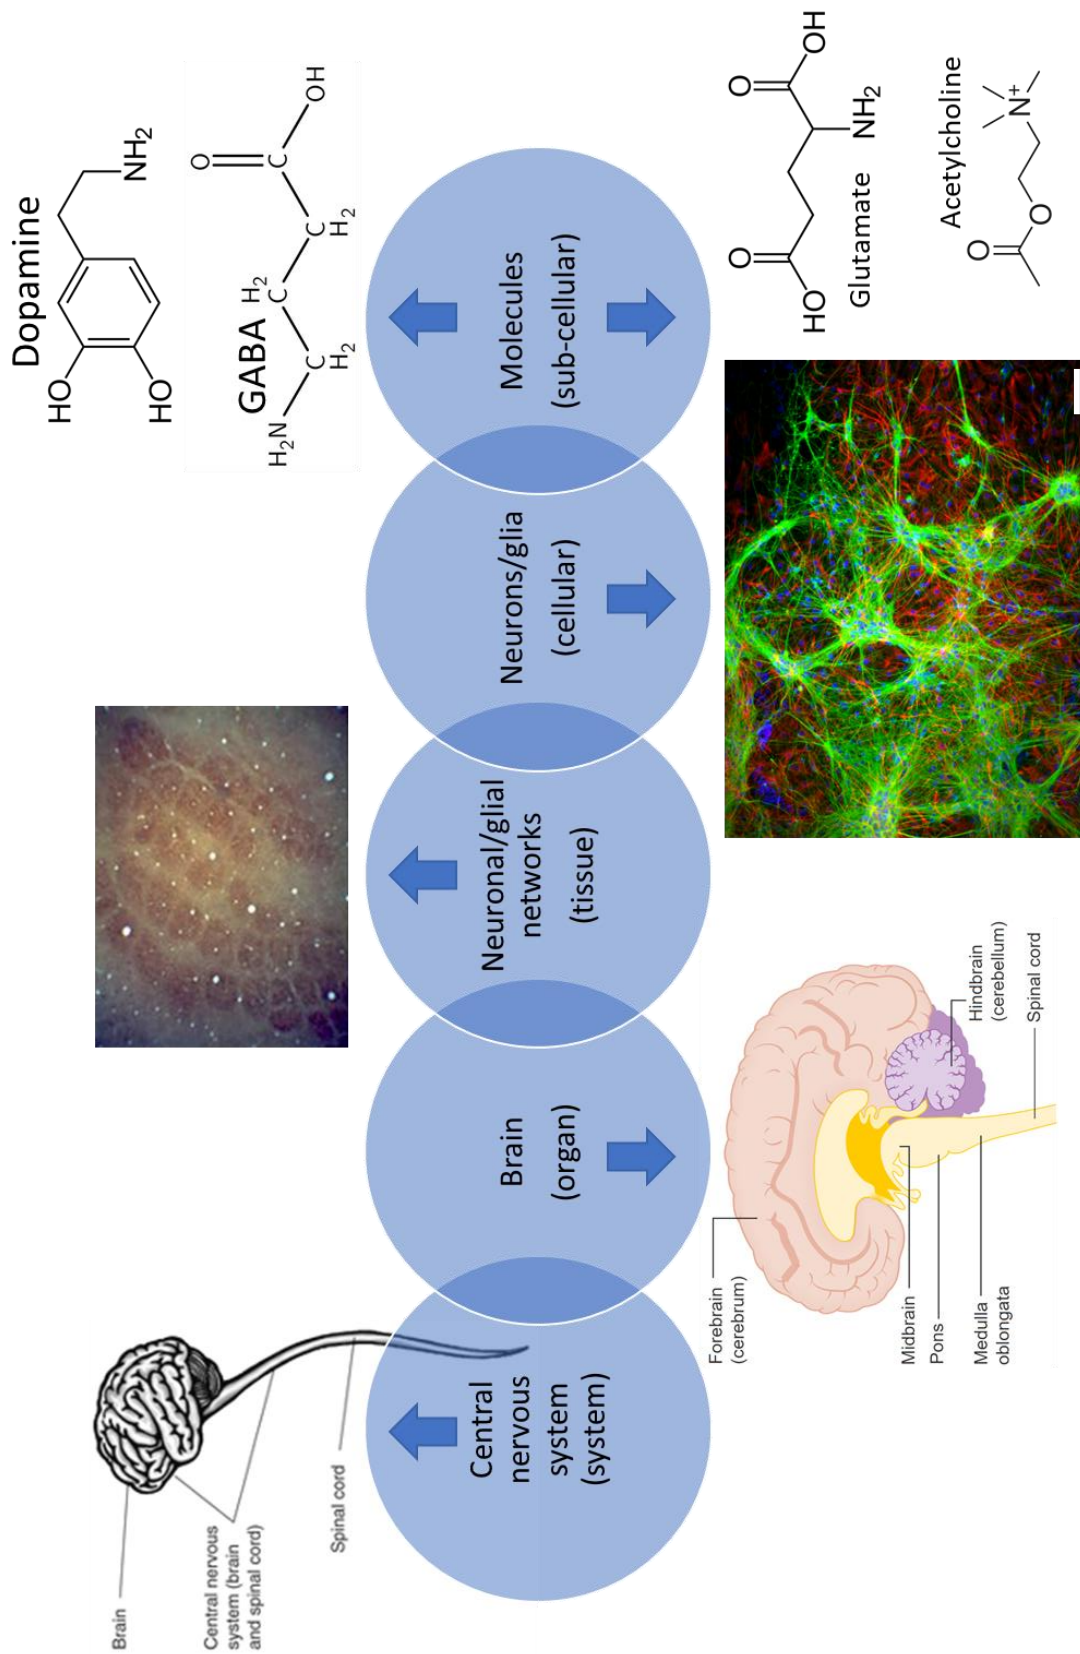 Brain
Central nervous
system (brain
and spinal cord)
Spinal cord
Dopamine
HO
HO
NH2
GABA
H2N
C
H2
H2
C
C
H2
C
O
OH
Central
nervous
system
(system)
Brain
(organ)
Neuronal/glial
networks
(tissue)
Neurons/glia
(cellular)
Molecules
(sub-cellular)
Forebrain
(cerebrum)
Midbrain
Pons
Medulla
oblongata
Hindbrain
(cerebellum)
Spinal cord
O
HO
O
OH
NH2
Glutamate
Acetylcholine
O
O
N+